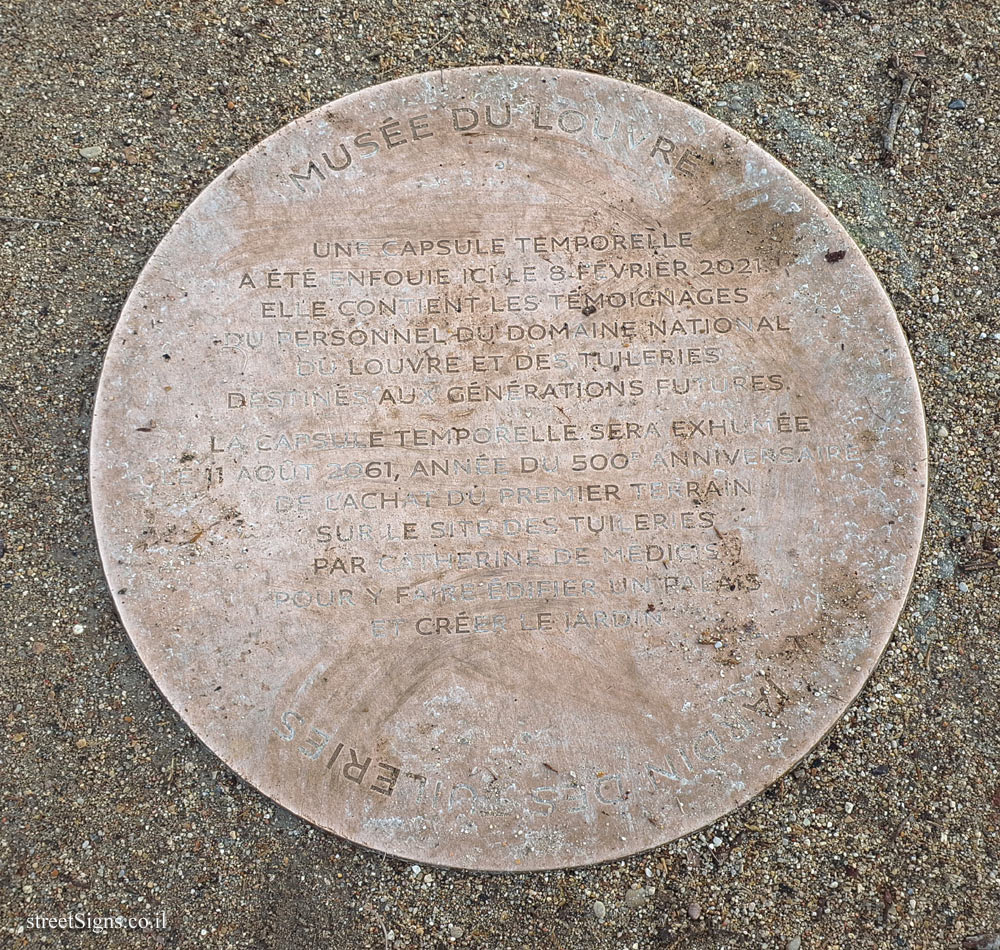 MUSÉE DU LOUVRE
UNE CAPSULE TEMPORELLE
A ÉTÉ ENFOUIE ICI LE 8 FÉVRIER 2021.
ELLE CONTIENT LES TÉMOIGNAGES
DU PERSONNEL DU DOMAINE NATIONAL
DU LOUVRE ET DES TUILERIES
DESTINÉS AUX GÉNÉRATIONS FUTURES.
LA CAPSULE TEMPORELLE SERA EXHUMÉE
LE 11 AOÛT 2061, ANNÉE DU 500E ANNIVERSAIRE
DE L'ACHAT DU PREMIER TERRAIN
SUR LE SITE DES TUILERIES
PAR CATHERINE DE MÉDICIS
POUR Y FAIRE ÉDIFIER UN PALAIS
ET CRÉER LE JARDIN
JARDIN DES TUILERIES
streetSigns.co.il